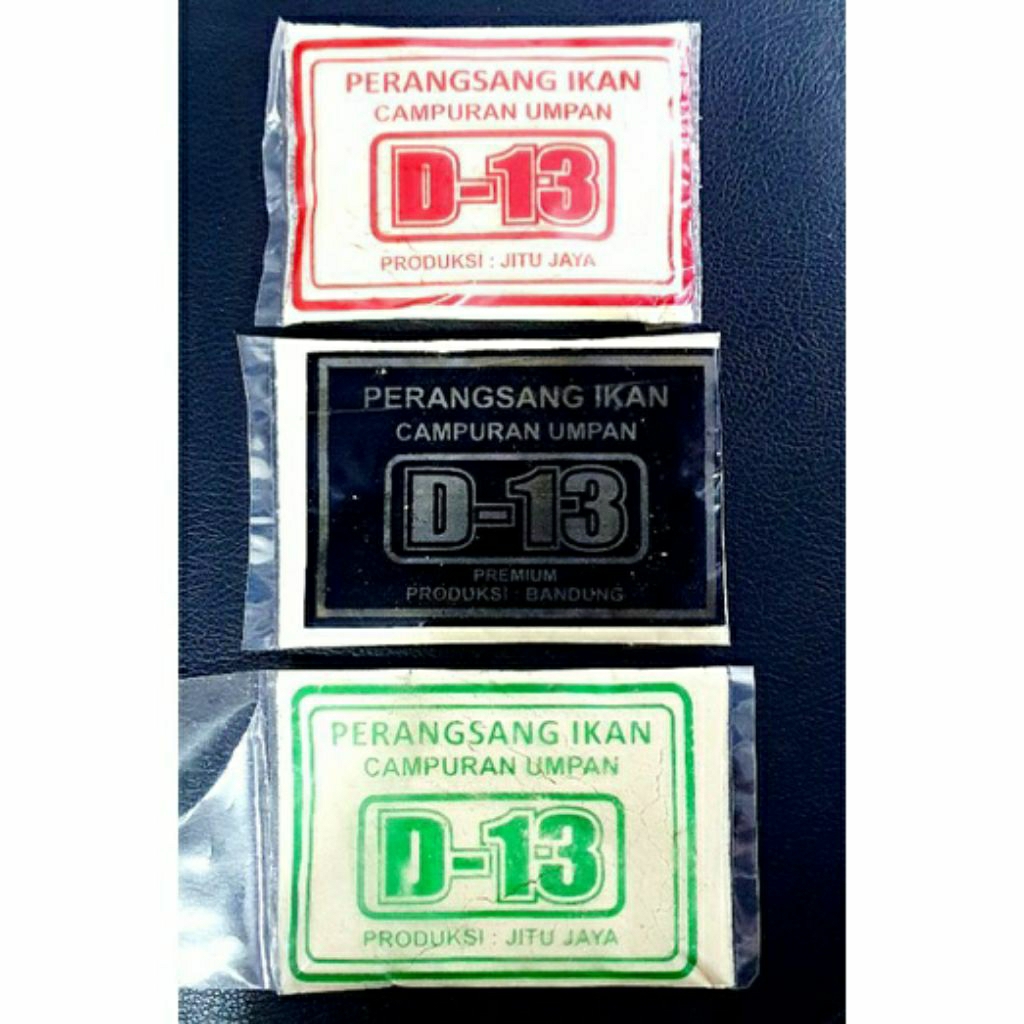 PERANGSANG IKAN
CAMPURAN UMPAN
D-13
PRODUKSI : JITU JAYA
PERANGSANG IKAN
CAMPURAN UMPAN
D-13
PREMIUM
PRODUKSI : BANDUNG
PERANGSANG IKAN
CAMPURAN UMPAN
D-13
PRODUKSI : JITU JAYA